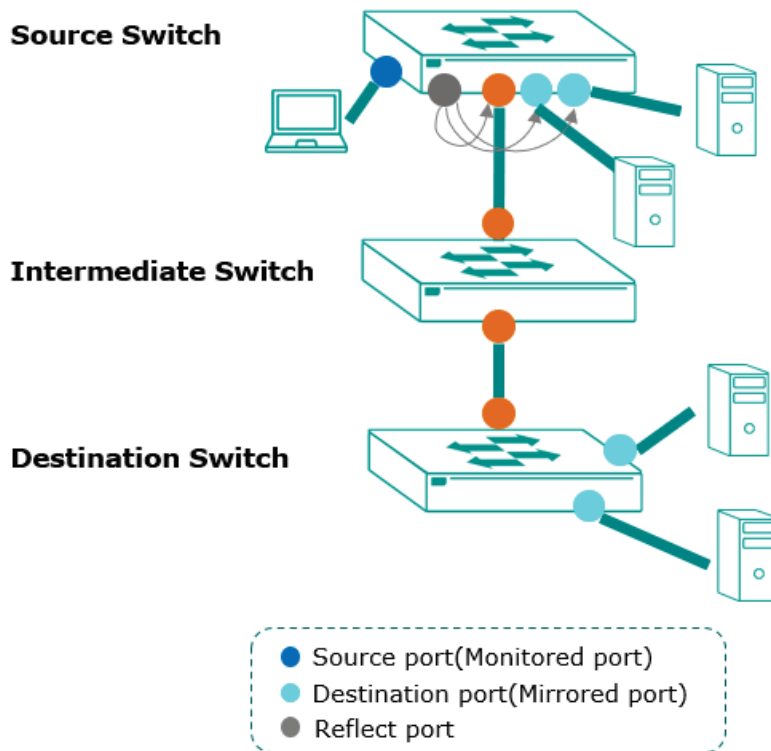 Source Switch
Intermediate Switch
Destination Switch
Source port(Monitored port)
Destination port(Mirrored port)
Reflect port